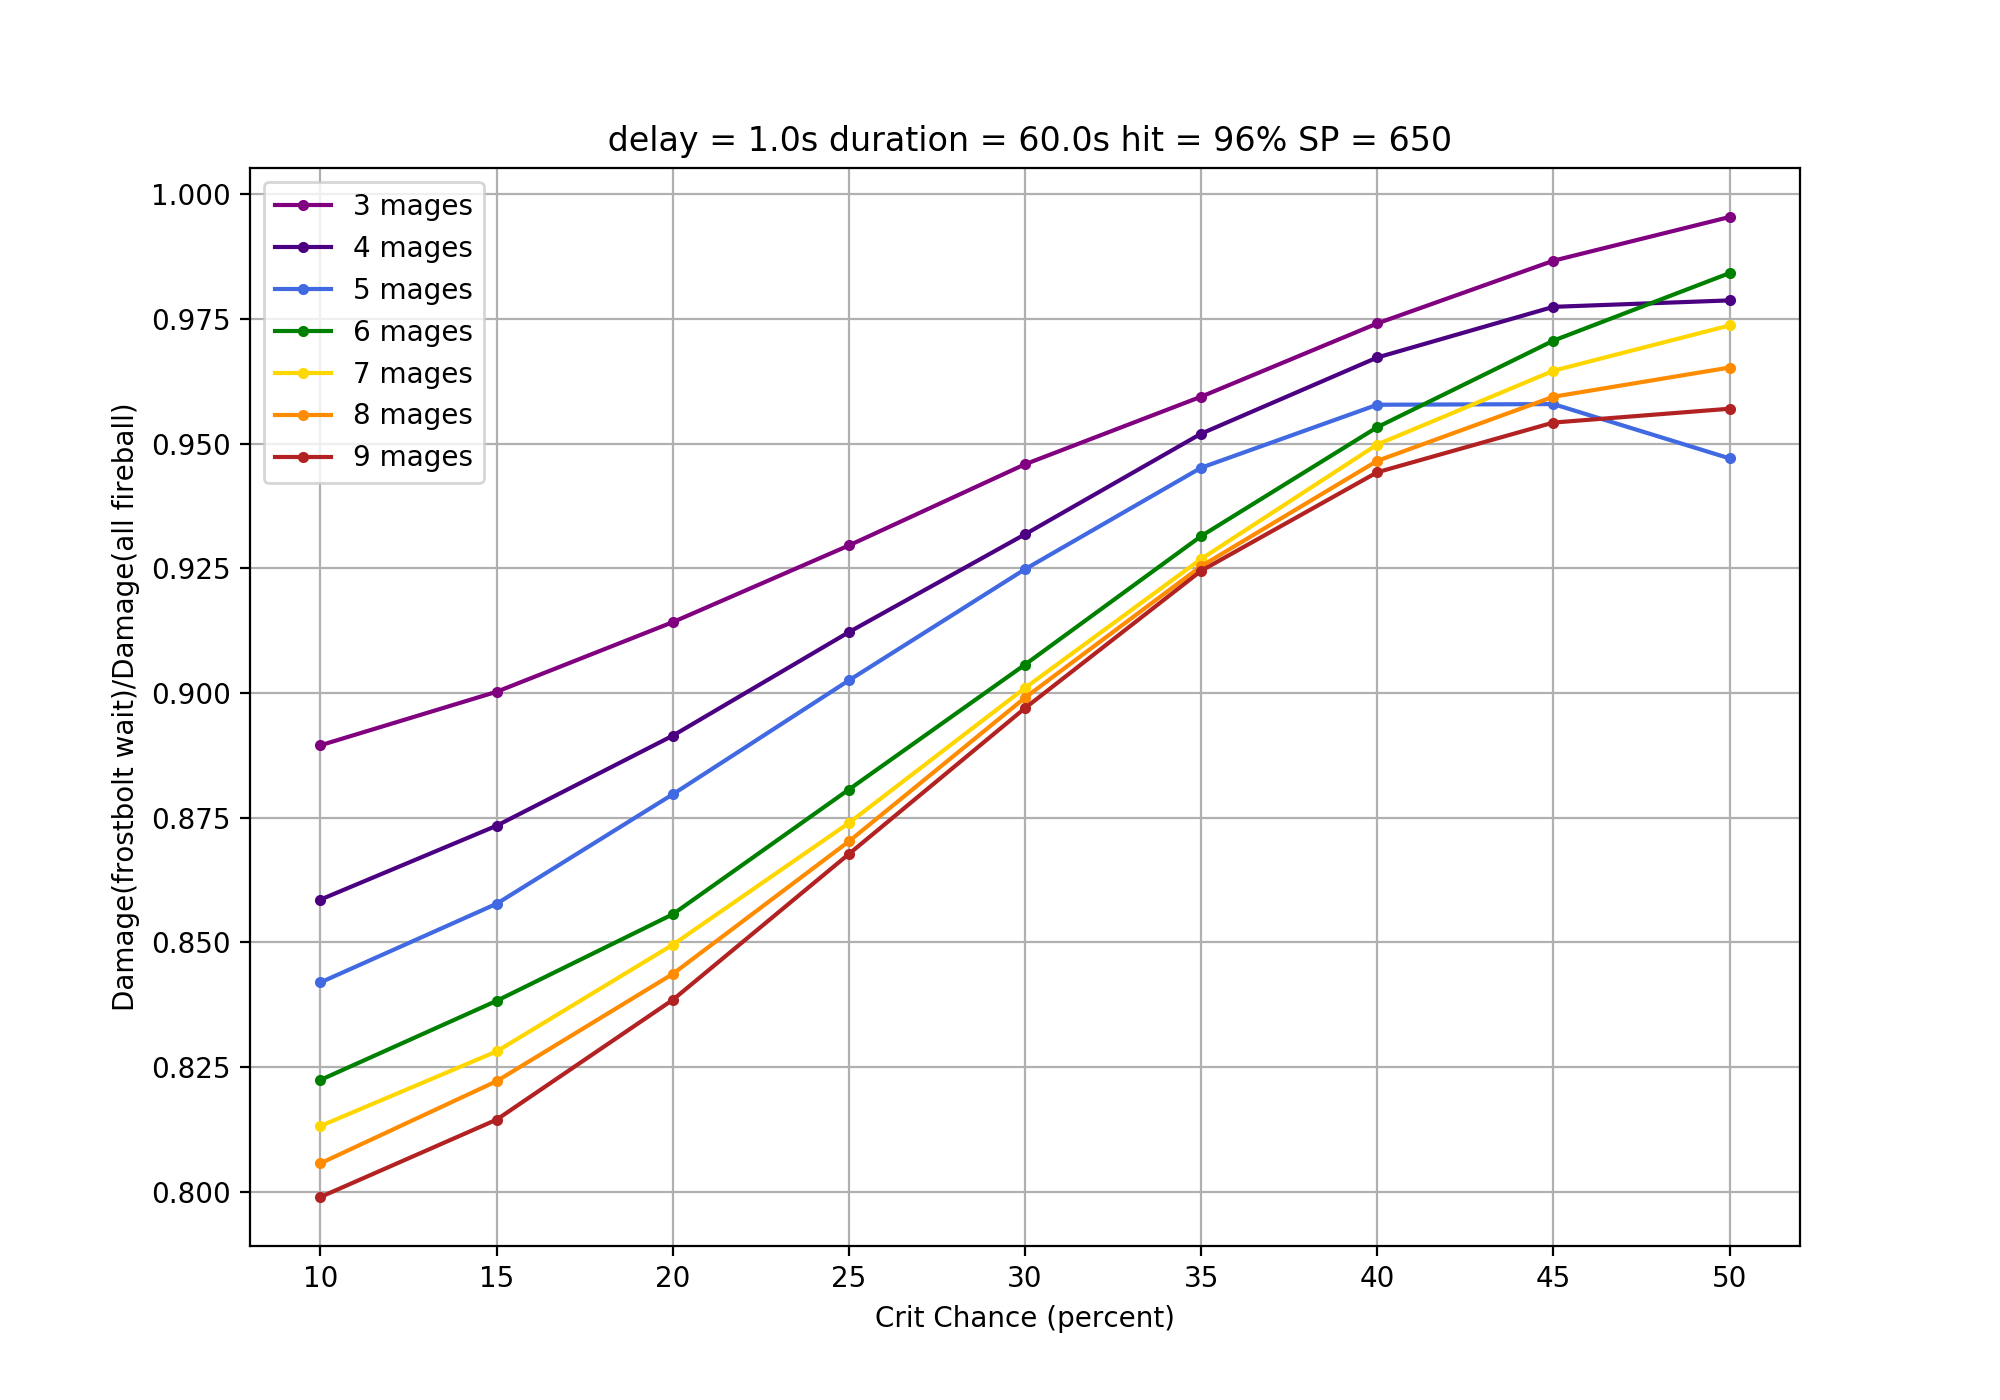 delay = 1.0s duration = 60.0s hit = 96% SP = 650
1.000
0.975
0.950
0.925
0.900
0.875
0.850
0.825
0.800
Damage(frostbolt wait)/Damage(all fireball)
3 mages
4 mages
5 mages
6 mages
7 mages
8 mages
9 mages
10 15 20 25 30 35 40 45 50
Crit Chance (percent)